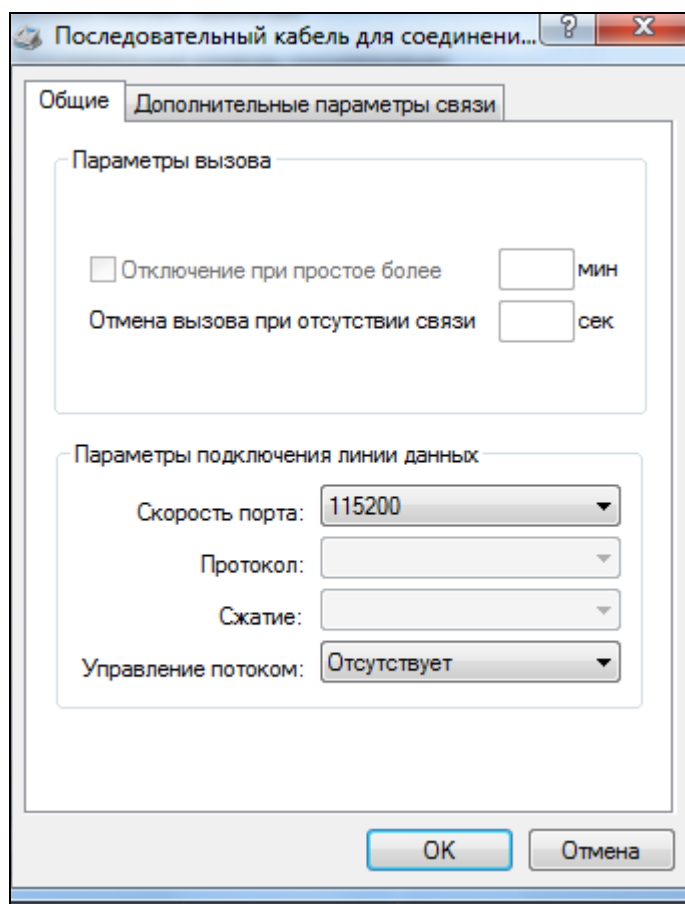 Последовательный кабель для соединени...
Общие
Дополнительные параметры связи
Параметры вызова
Отключение при простое более мин
Отмена вызова при отсутствии связи сек
Параметры подключения линии данных
Скорость порта: 115200
Протокол:
Сжатие:
Управление потоком: Отсутствует
OK Отмена